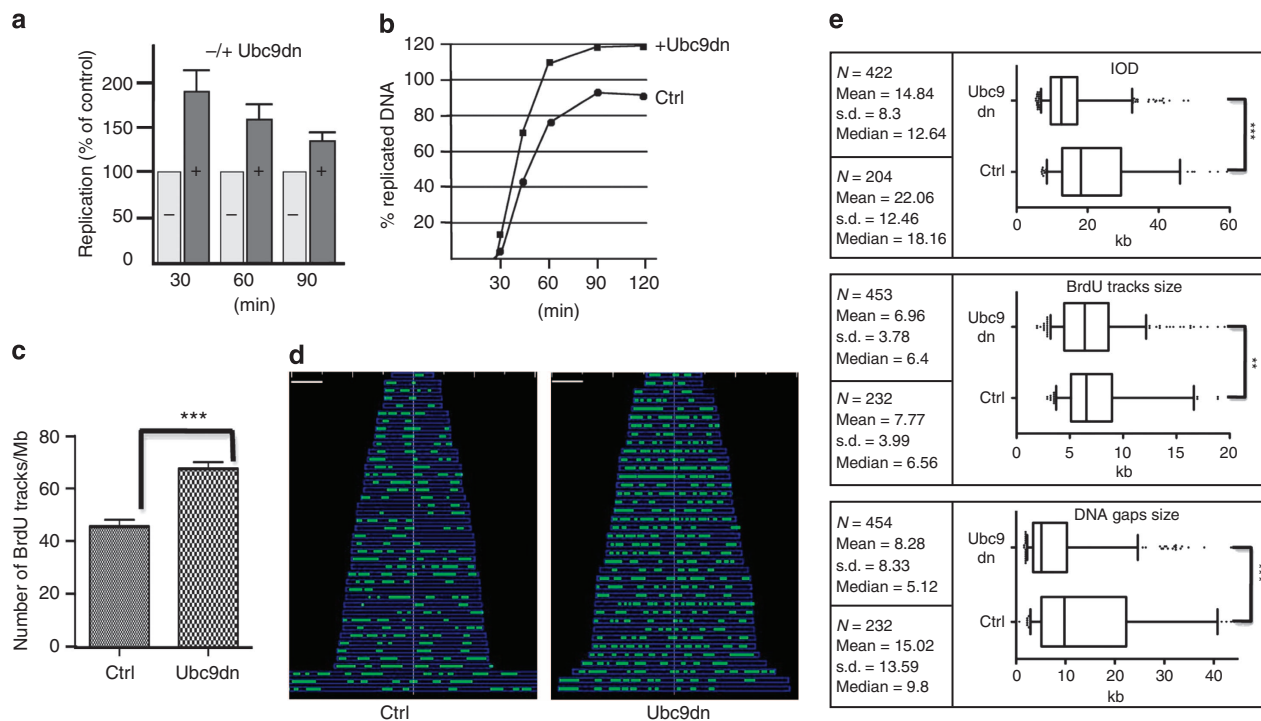 a
−/+ Ubc9dn
Replication (% of control)
200
150
100
50
0
− + − + − +
30 60 90
(min)
b
% replicated DNA
120
100
80
60
40
20
+Ubc9dn
Ctrl
30 60 90 120
(min)
c
Number of BrdU tracks/Mb
80
60
40
20
0
***
Ctrl Ubc9dn
d
Ctrl Ubc9dn
e
N = 422
Mean = 14.84
s.d. = 8.3
Median = 12.64
N = 204
Mean = 22.06
s.d. = 12.46
Median = 18.16
IOD
Ubc9
dn
Ctrl
***
0 20 40 60
kb
N = 453
Mean = 6.96
s.d. = 3.78
Median = 6.4
N = 232
Mean = 7.77
s.d. = 3.99
Median = 6.56
BrdU tracks size
Ubc9
dn
Ctrl
**
0 5 10 15 20
kb
N = 454
Mean = 8.28
s.d. = 8.33
Median = 5.12
N = 232
Mean = 15.02
s.d. = 13.59
Median = 9.8
DNA gaps size
Ubc9
dn
Ctrl
0 10 20 30 40
kb